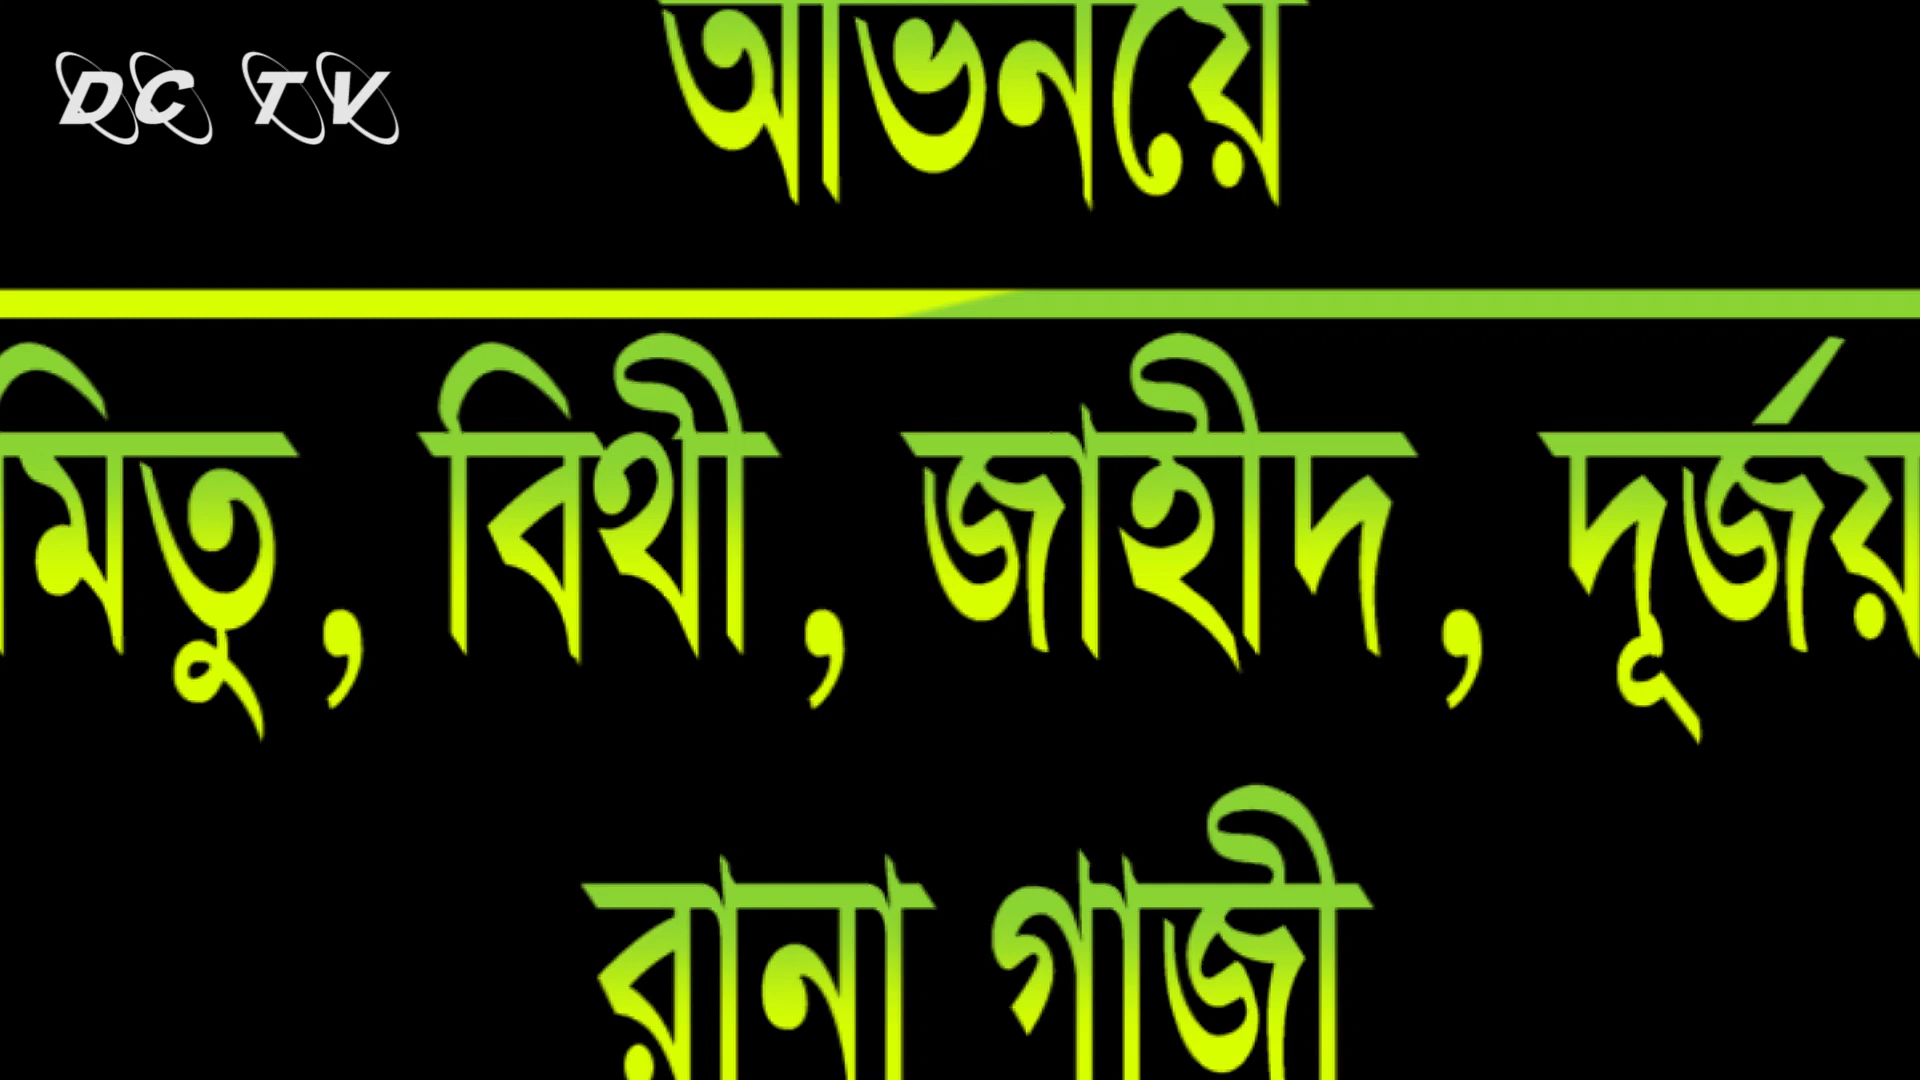 DC TV
অভিনয়ে
মিতু, বিথী, জাহীদ, দূর্জয়
রানা গাজী